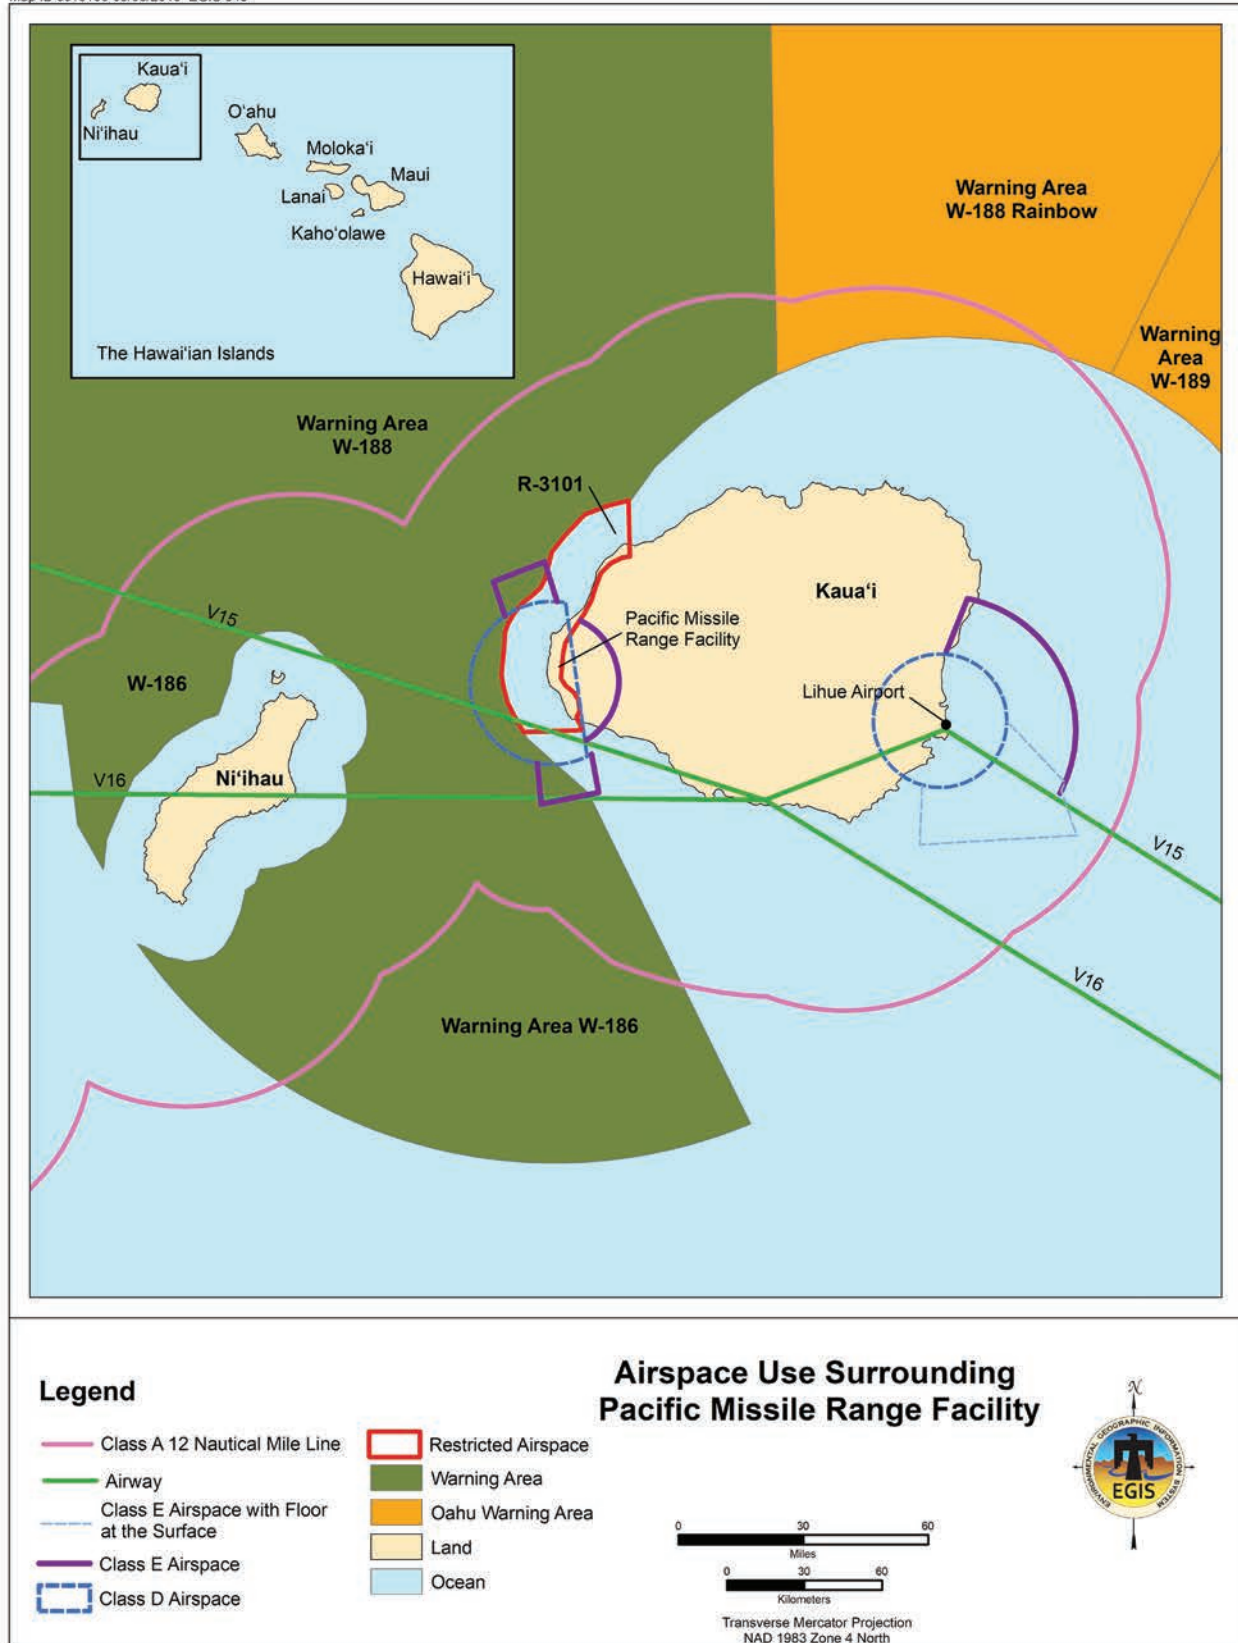 Kaua‘i
Ni‘ihau
O‘ahu
Moloka‘i
Lanai
Maui
Kaho‘olawe
Hawai‘i
The Hawai‘ian Islands
Warning Area
W-188 Rainbow
Warning
Area
W-189
Warning Area
W-188
R-3101
Kaua‘i
V15
Pacific Missile
Range Facility
W-186
Lihue Airport
Ni‘ihau
V16
V15
V16
Warning Area W-186
Airspace Use Surrounding
Pacific Missile Range Facility
Legend
Class A 12 Nautical Mile Line
Airway
Class E Airspace with Floor
at the Surface
Class E Airspace
Class D Airspace
Restricted Airspace
Warning Area
Oahu Warning Area
Land
Ocean
0 30 60
Miles
0 30 60
Kilometers
Transverse Mercator Projection
NAD 1983 Zone 4 North
N
ENVIRONMENTAL GEOGRAPHIC INFORMATION SYSTEM
EGIS